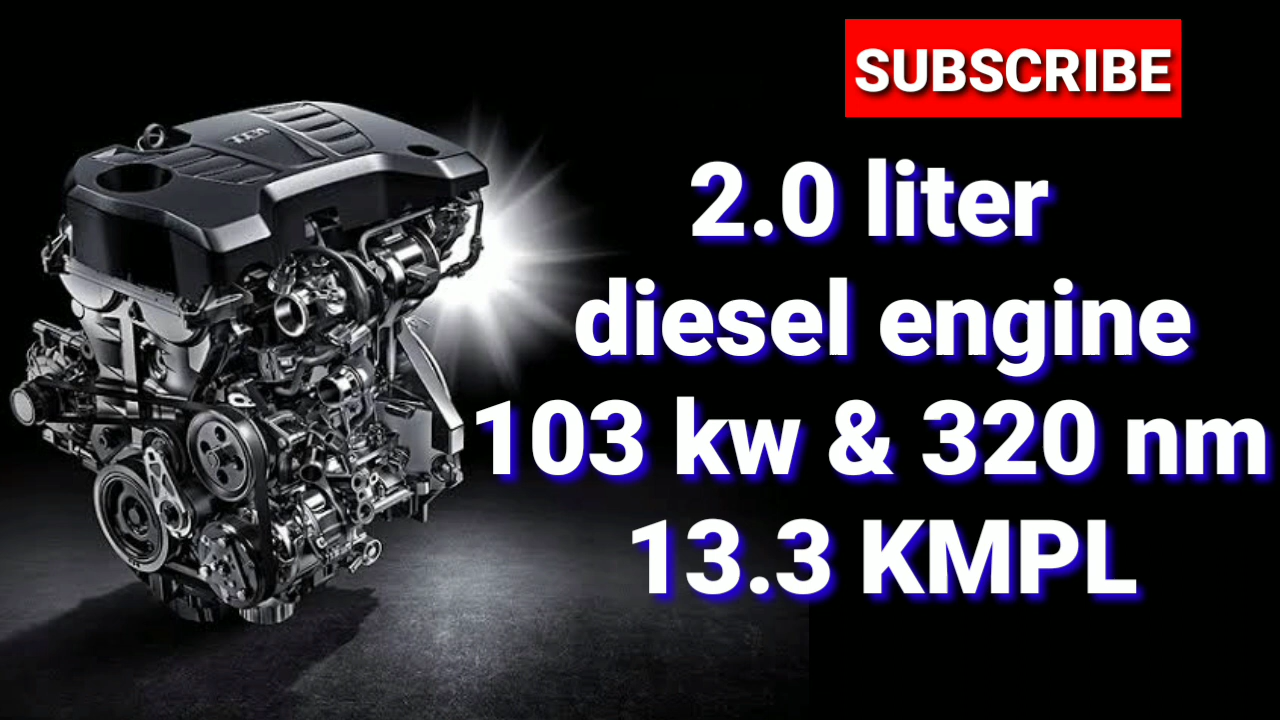 SUBSCRIBE
2.0 liter
diesel engine
103 kw & 320 nm
13.3 KMPL